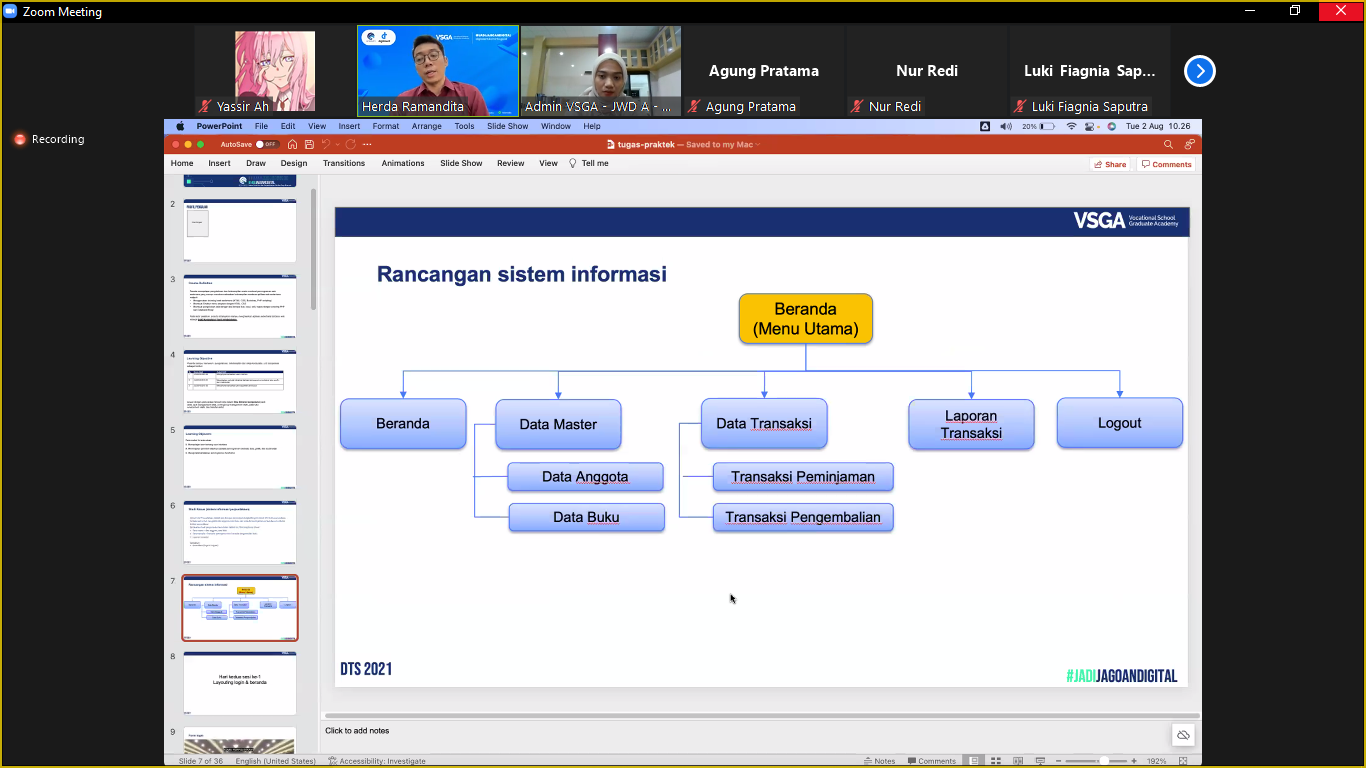 Zoom Meeting
Recording
Yassir Ah
Herda Ramandita
Admin VSGA - JWD A - ...
Agung Pratama
Agung Pratama
Nur Redi
Nur Redi
Luki Fiagnia Sap...
Luki Fiagnia Saputra
PowerPoint File Edit View Insert Format Arrange Tools Slide Show Window Help
20%
Tue 2 Aug 10.26
AutoSave OFF
tugas-praktek — Saved to my Mac
Home Insert Draw Design Transitions Animations Slide Show Review View Tell me
Share Comments
2
3
4
5
6
7
8
Hari kedua sesi ke-1
Layouting login & beranda
9
VSGA Vocational School
Graduate Academy
Rancangan sistem informasi
Beranda
(Menu Utama)
Beranda
Data Master
Data Anggota
Data Buku
Data Transaksi
Transaksi Peminjaman
Transaksi Pengembalian
Laporan
Transaksi
Logout
DTS 2021
#JADIJAGOANDIGITAL
Click to add notes
Slide 7 of 36 English (United States) Accessibility: Investigate
Notes Comments 192%